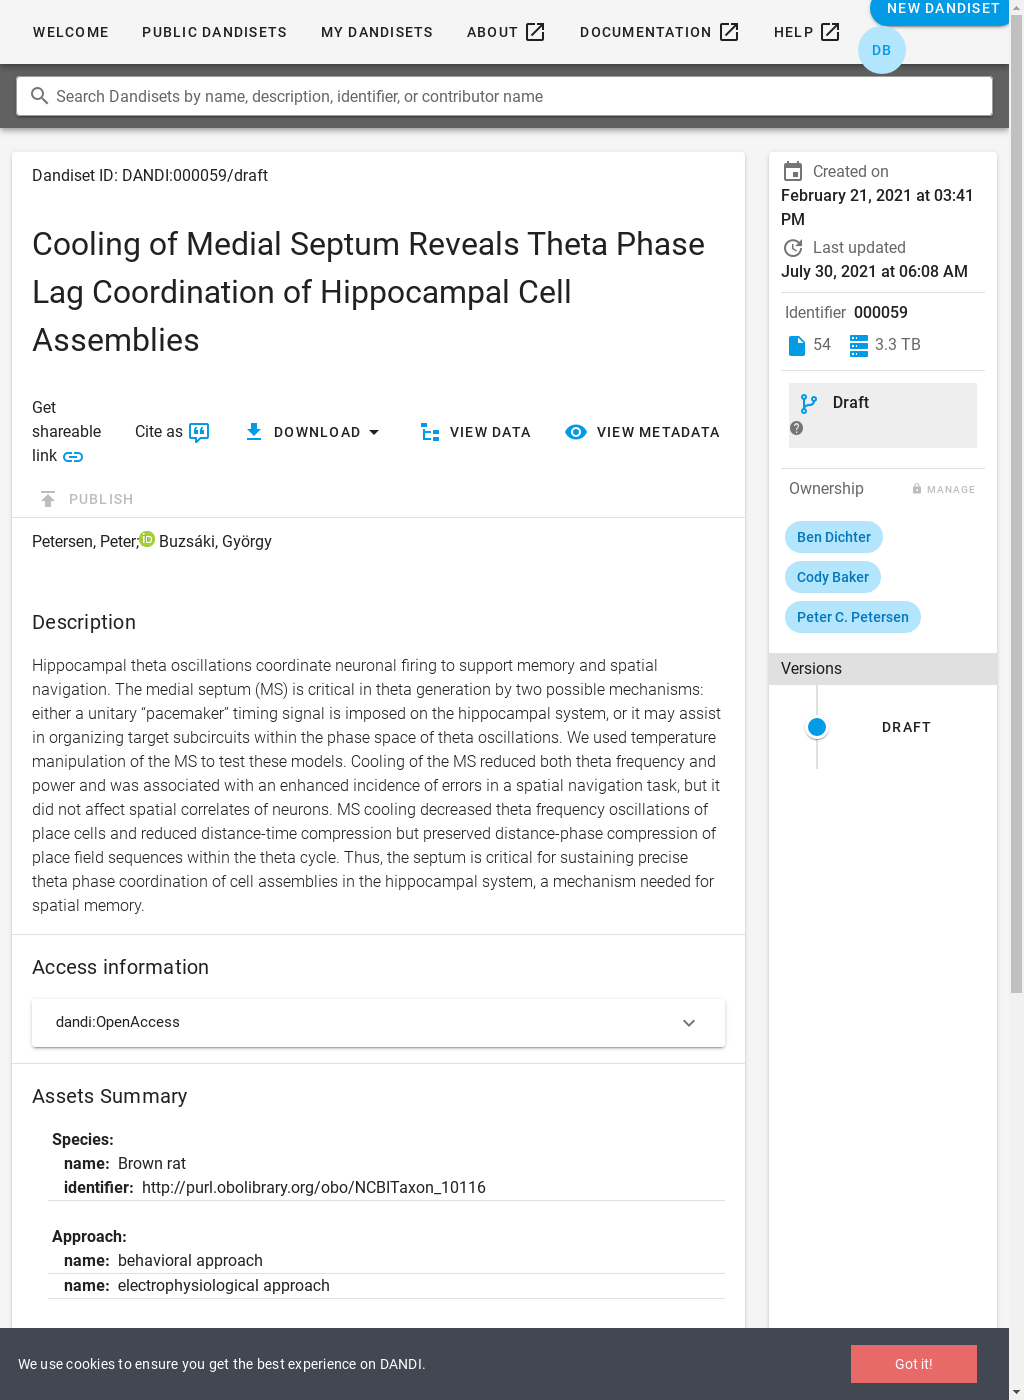 WELCOME PUBLIC DANDISETS MY DANDISETS ABOUT DOCUMENTATION HELP NEW DANDISET
DB
Search Dandisets by name, description, identifier, or contributor name
Dandiset ID: DANDI:000059/draft
Cooling of Medial Septum Reveals Theta Phase
Lag Coordination of Hippocampal Cell
Assemblies
Get
shareable
link
Cite as
DOWNLOAD
VIEW DATA
VIEW METADATA
PUBLISH
Petersen, Peter; Buzsáki, György
Description
Hippocampal theta oscillations coordinate neuronal firing to support memory and spatial
navigation. The medial septum (MS) is critical in theta generation by two possible mechanisms:
either a unitary “pacemaker” timing signal is imposed on the hippocampal system, or it may assist
in organizing target subcircuits within the phase space of theta oscillations. We used temperature
manipulation of the MS to test these models. Cooling of the MS reduced both theta frequency and
power and was associated with an enhanced incidence of errors in a spatial navigation task, but it
did not affect spatial correlates of neurons. MS cooling decreased theta frequency oscillations of
place cells and reduced distance-time compression but preserved distance-phase compression of
place field sequences within the theta cycle. Thus, the septum is critical for sustaining precise
theta phase coordination of cell assemblies in the hippocampal system, a mechanism needed for
spatial memory.
Access information
dandi:OpenAccess
Assets Summary
Species:
name: Brown rat
identifier: http://purl.obolibrary.org/obo/NCBITaxon_10116
Approach:
name: behavioral approach
name: electrophysiological approach
Created on
February 21, 2021 at 03:41
PM
Last updated
July 30, 2021 at 06:08 AM
Identifier 000059
54 3.3 TB
Draft
Ownership MANAGE
Ben Dichter
Cody Baker
Peter C. Petersen
Versions
DRAFT
We use cookies to ensure you get the best experience on DANDI.
Got it!